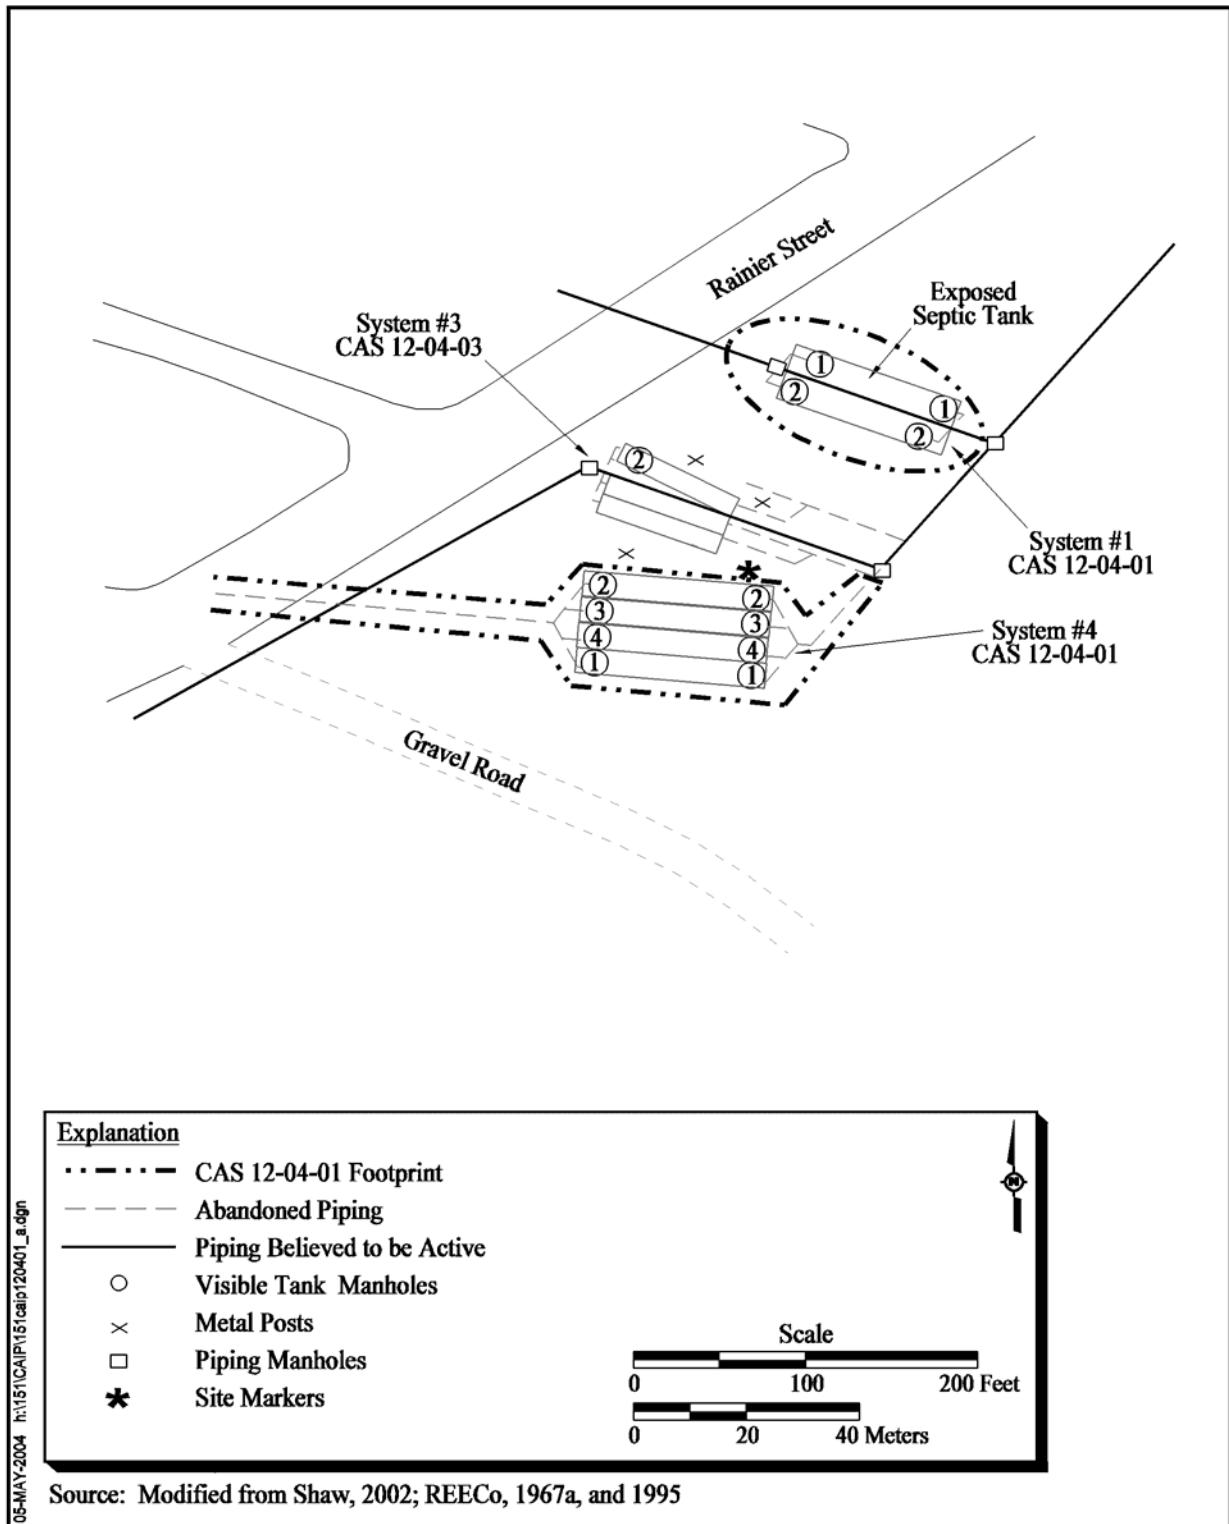 Rainier Street
Exposed
Septic Tank
System #3
CAS 12-04-03
1
2
1
2
2
System #1
CAS 12-04-01
2
2
3
3
4
4
1
1
System #4
CAS 12-04-01
Gravel Road
Explanation
CAS 12-04-01 Footprint
Abandoned Piping
Piping Believed to be Active
Visible Tank Manholes
Metal Posts
Piping Manholes
Site Markers
N
Scale
0 100 200 Feet
0 20 40 Meters
Source: Modified from Shaw, 2002; REECo, 1967a, and 1995
05-MAY-2004 h:\151\CAIP\151caip120401_a.dgn